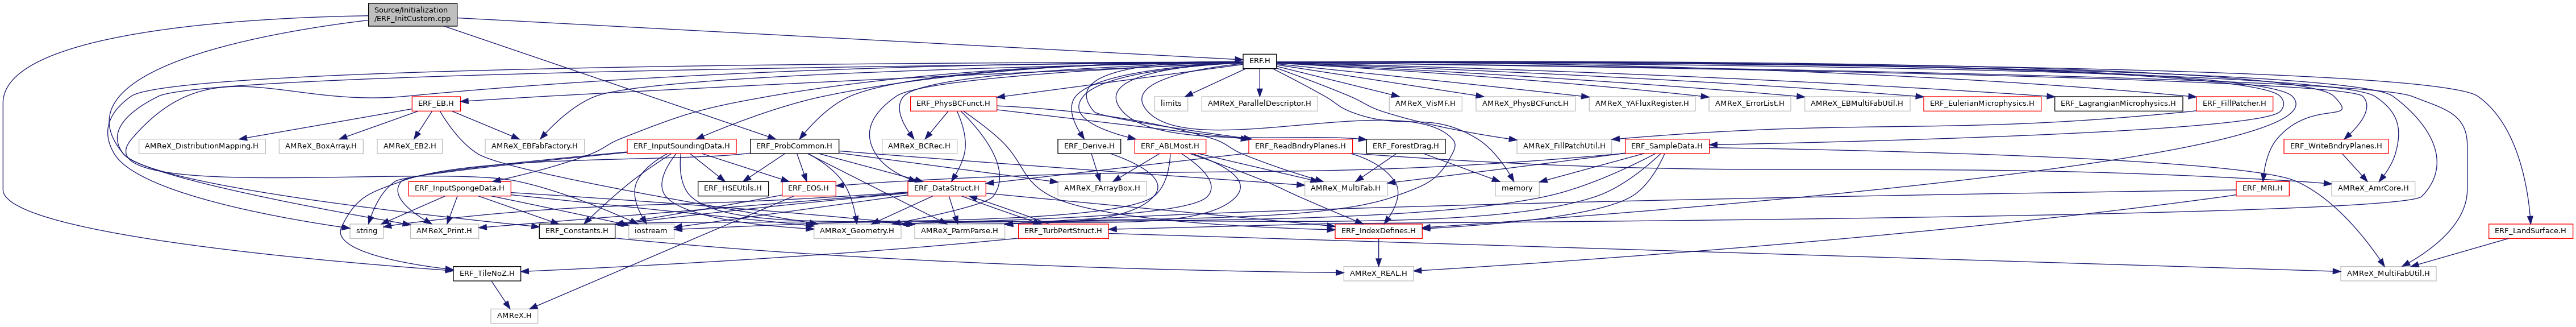 Source/Initialization
/ERF_InitCustom.cpp
ERF.H
ERF_EB.H
ERF_PhysBCFunct.H
limits
AMReX_ParallelDescriptor.H
AMReX_VisMF.H
AMReX_PhysBCFunct.H
AMReX_YAFluxRegister.H
AMReX_ErrorList.H
AMReX_EBMultiFabUtil.H
ERF_EulerianMicrophysics.H
ERF_LagrangianMicrophysics.H
ERF_FillPatcher.H
AMReX_DistributionMapping.H
AMReX_BoxArray.H
AMReX_EB2.H
AMReX_EBFabFactory.H
ERF_InputSoundingData.H
ERF_ProbCommon.H
AMReX_BCRec.H
ERF_Derive.H
ERF_ABLMost.H
ERF_ReadBndryPlanes.H
ERF_ForestDrag.H
AMReX_FillPatchUtil.H
ERF_SampleData.H
ERF_WriteBndryPlanes.H
ERF_InputSpongeData.H
ERF_HSEUtils.H
ERF_EOS.H
ERF_DataStruct.H
AMReX_FArrayBox.H
AMReX_MultiFab.H
memory
ERF_MRI.H
AMReX_AmrCore.H
string
AMReX_Print.H
ERF_Constants.H
iostream
AMReX_Geometry.H
AMReX_ParmParse.H
ERF_TurbPertStruct.H
ERF_IndexDefines.H
ERF_LandSurface.H
ERF_TileNoZ.H
AMReX_REAL.H
AMReX_MultiFabUtil.H
AMReX.H